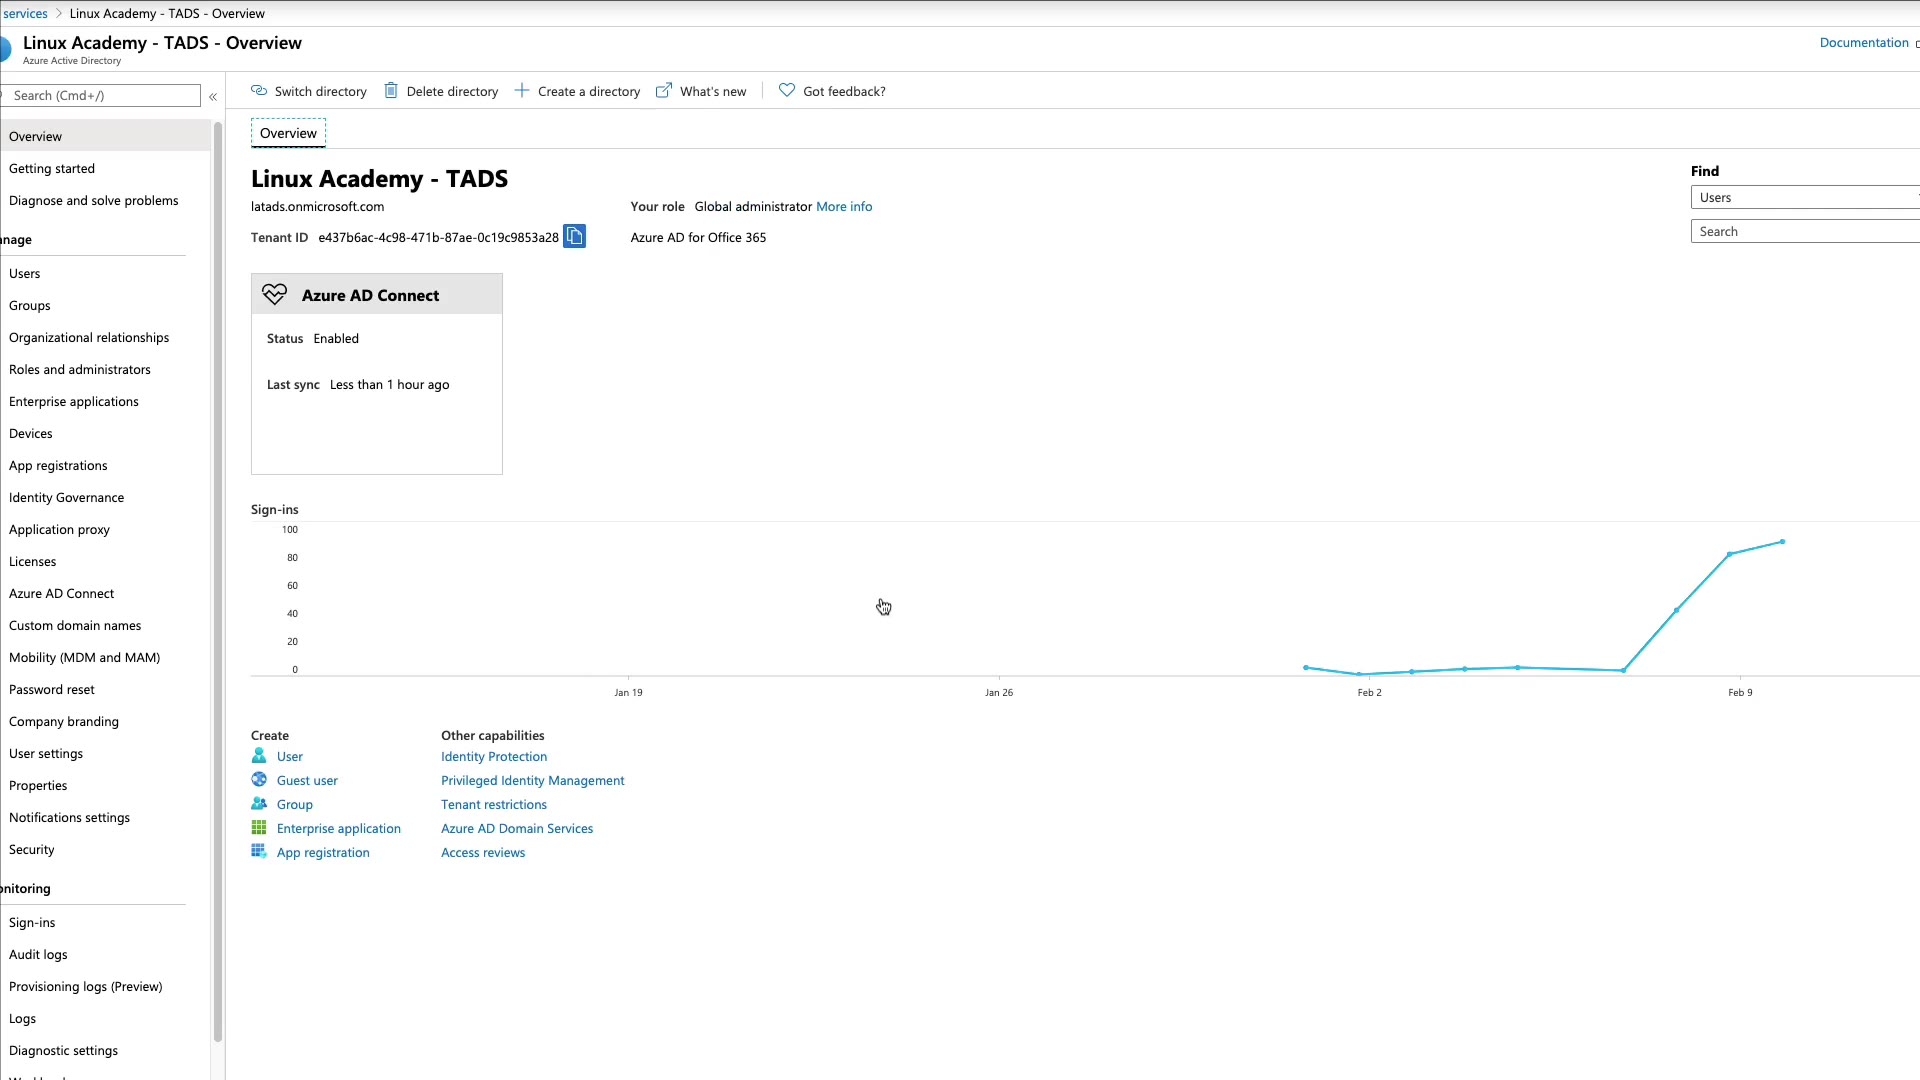 services > Linux Academy - TADS - Overview
Linux Academy - TADS - Overview
Azure Active Directory
Documentation
Search (Cmd+/)
«
Switch directory
Delete directory
Create a directory
What's new
Got feedback?
Overview
Getting started
Diagnose and solve problems
nage
Users
Groups
Organizational relationships
Roles and administrators
Enterprise applications
Devices
App registrations
Identity Governance
Application proxy
Licenses
Azure AD Connect
Custom domain names
Mobility (MDM and MAM)
Password reset
Company branding
User settings
Properties
Notifications settings
Security
onitoring
Sign-ins
Audit logs
Provisioning logs (Preview)
Logs
Diagnostic settings
Overview
Linux Academy - TADS
latads.onmicrosoft.com
Your role Global administrator More info
Tenant ID e437b6ac-4c98-471b-87ae-0c19c9853a28
Azure AD for Office 365
Find
Users
Search
Azure AD Connect
Status Enabled
Last sync Less than 1 hour ago
Sign-ins
100
80
60
40
20
0
Jan 19
Jan 26
Feb 2
Feb 9
Create
User
Guest user
Group
Enterprise application
App registration
Other capabilities
Identity Protection
Privileged Identity Management
Tenant restrictions
Azure AD Domain Services
Access reviews